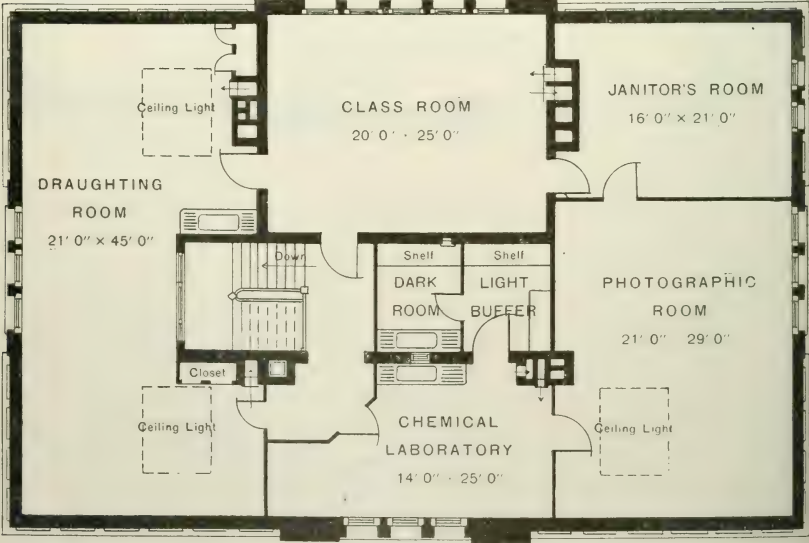 Ceiling Light
CLASS ROOM
20' 0' · 25' 0"
JANITOR'S ROOM
16' 0" × 21' 0"
DRAUGHTING
ROOM
21' 0" × 45' 0"
Down
Shelf
DARK
ROOM
Shelf
LIGHT
BUFFER
PHOTOGRAPHIC
ROOM
21' 0" 29' 0"
Closet
Ceiling Light
CHEMICAL
LABORATORY
14' 0" · 25' 0"
Ceiling Light